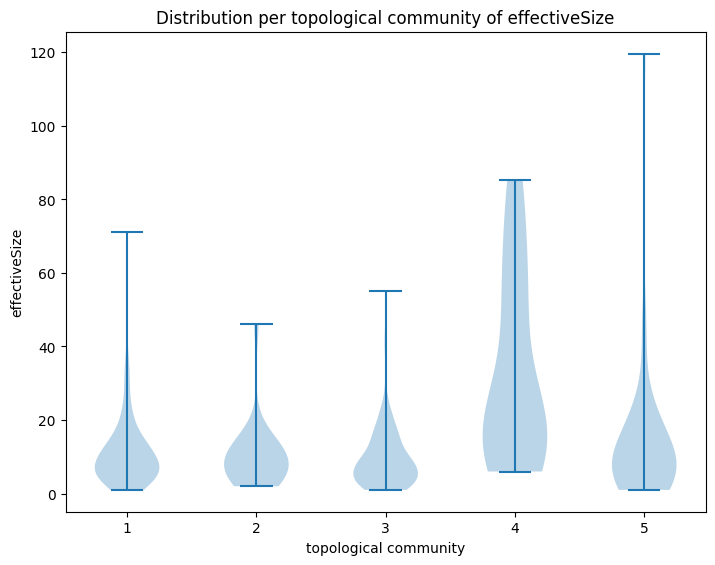 Distribution per topological community of effectiveSize
effectiveSize
120
100
80
60
40
20
0
1 2 3 4 5
topological community